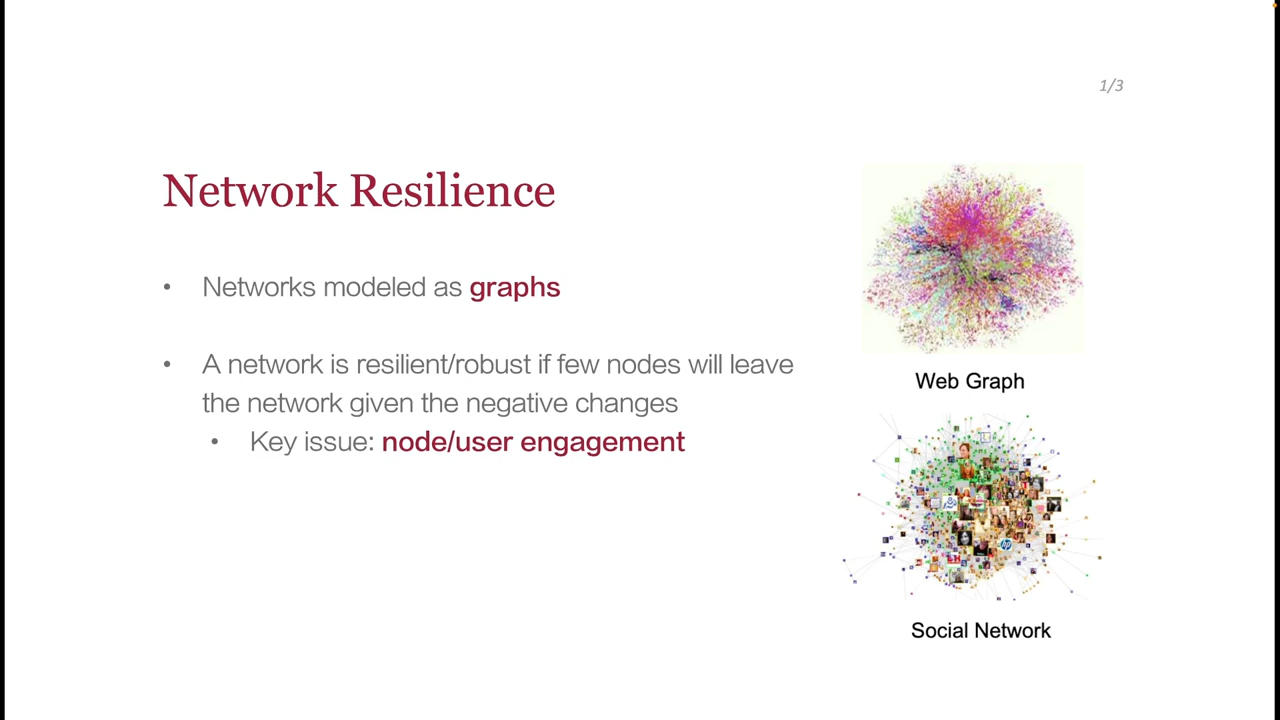 1/3
Network Resilience
• Networks modeled as graphs
• A network is resilient/robust if few nodes will leave
the network given the negative changes
• Key issue: node/user engagement
Web Graph
hp
Social Network